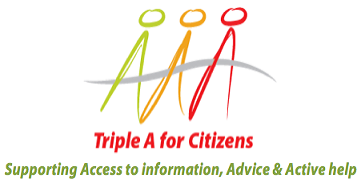 Triple A for Citizens
Supporting Access to information, Advice & Active help